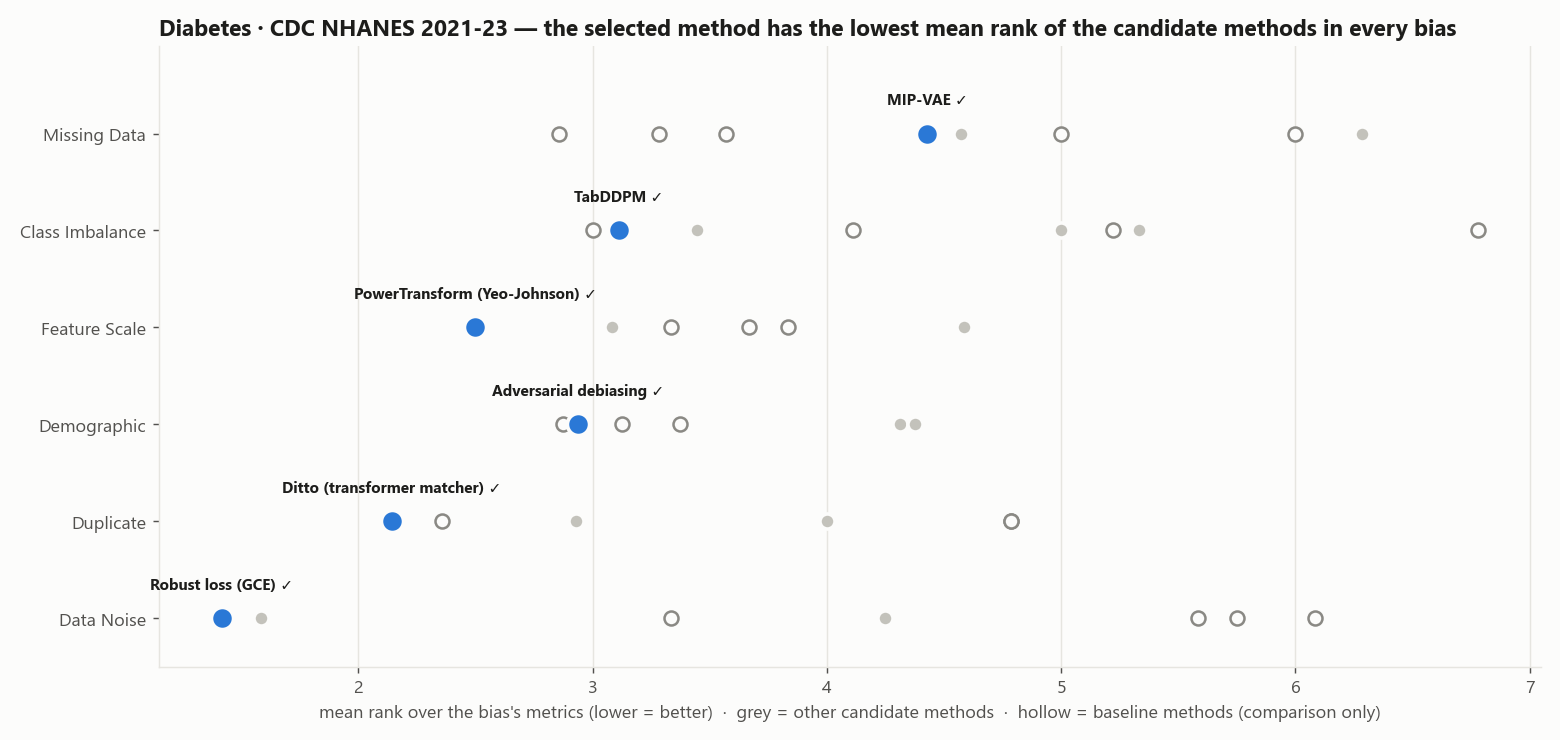 Diabetes · CDC NHANES 2021-23 — the selected method has the lowest mean rank of the candidate methods in every bias
MIP-VAE ✓
Missing Data
TabDDPM ✓
Class Imbalance
PowerTransform (Yeo-Johnson) ✓
Feature Scale
Adversarial debiasing ✓
Demographic
Ditto (transformer matcher) ✓
Duplicate
Robust loss (GCE) ✓
Data Noise
2 3 4 5 6 7
mean rank over the bias's metrics (lower = better) · grey = other candidate methods · hollow = baseline methods (comparison only)